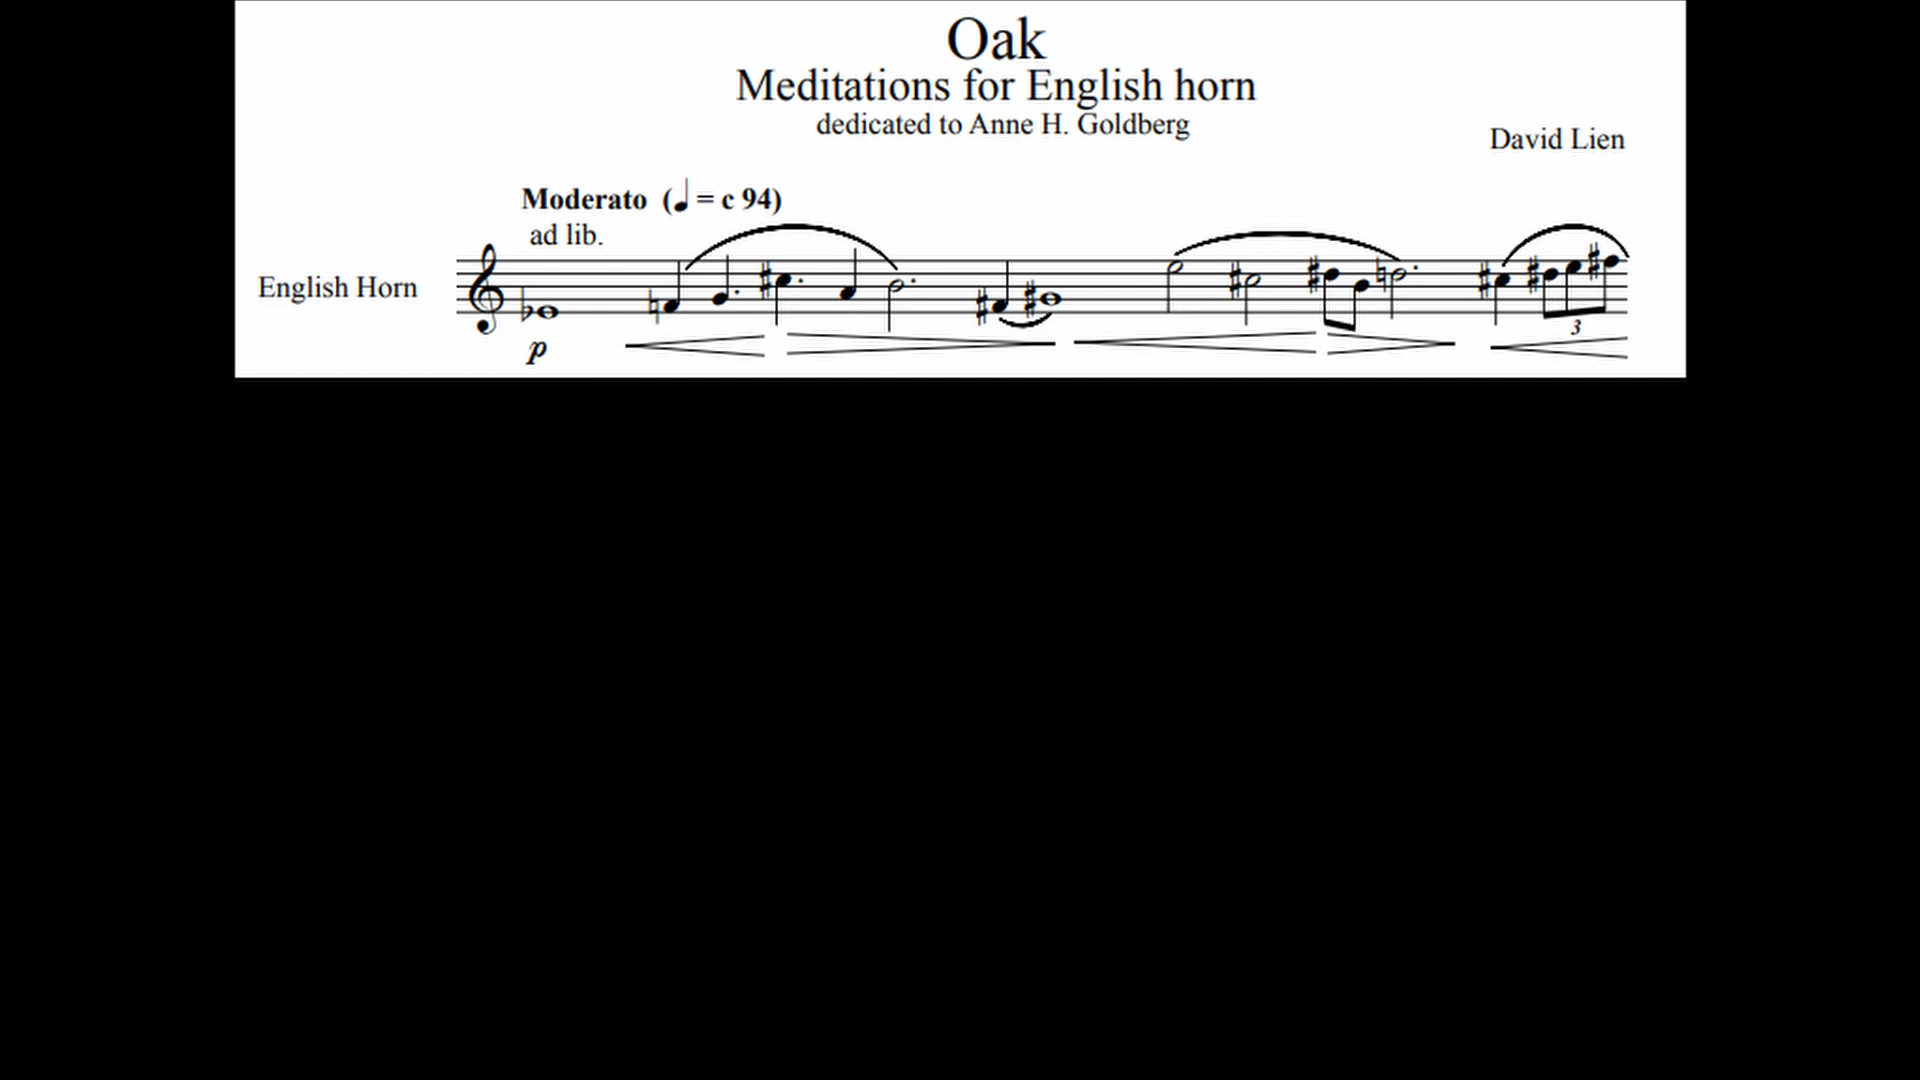 Oak
Meditations for English horn
dedicated to Anne H. Goldberg
David Lien
Moderato (♩ = c 94)
ad lib.
English Horn
p
3